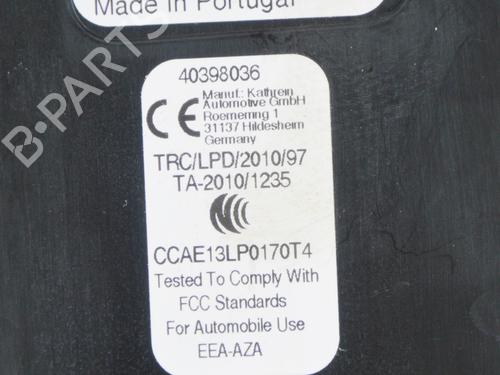 Made in Portugal
40398036
CE Manuf.: Kathrein
Automotive GmbH
Roemerring 1
31137 Hildesheim
Germany
TRC/LPD/2010/97
TA-2010/1235
CCAE13LP0170T4
Tested To Comply With
FCC Standards
For Automobile Use
EEA-AZA
B-PARTS